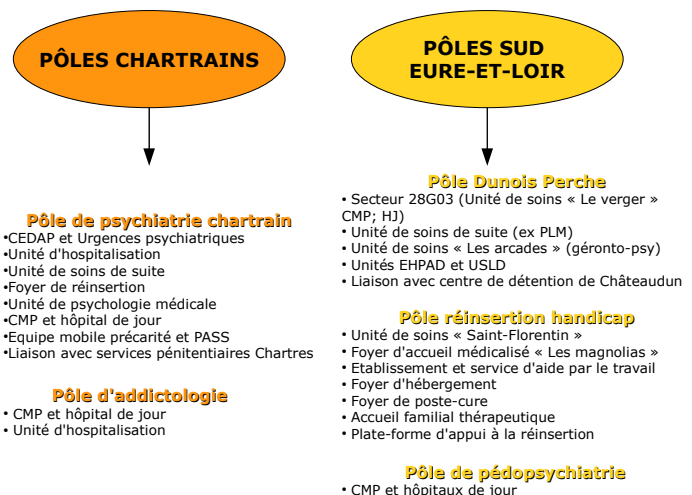 PÔLES CHARTRAINS
Pôle de psychiatrie chartrain
•CEDAP et Urgences psychiatriques
•Unité d'hospitalisation
•Unité de soins de suite
•Foyer de réinsertion
•Unité de psychologie médicale
•CMP et hôpital de jour
•Equipe mobile précarité et PASS
•Liaison avec services pénitentiaires Chartres
Pôle d'addictologie
• CMP et hôpital de jour
• Unité d'hospitalisation
PÔLES SUD
EURE-ET-LOIR
Pôle Dunois Perche
• Secteur 28G03 (Unité de soins « Le verger »
CMP; HJ)
• Unité de soins de suite (ex PLM)
• Unité de soins « Les arcades » (géronto-psy)
• Unités EHPAD et USLD
• Liaison avec centre de détention de Châteaudun
Pôle réinsertion handicap
• Unité de soins « Saint-Florentin »
• Foyer d'accueil médicalisé « Les magnolias »
• Etablissement et service d'aide par le travail
• Foyer d'hébergement
• Foyer de poste-cure
• Accueil familial thérapeutique
• Plate-forme d'appui à la réinsertion
Pôle de pédopsychiatrie
• CMP et hôpitaux de jour